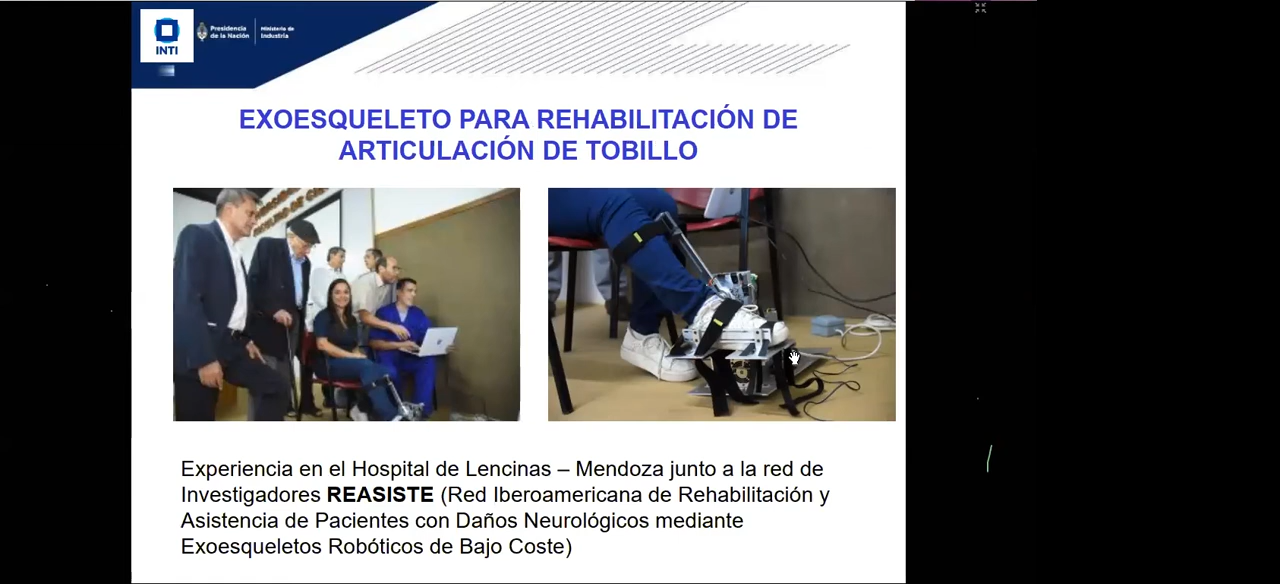 INTI
Presidencia
de la Nación
Ministerio de
Industria
EXOESQUELETO PARA REHABILITACIÓN DE
ARTICULACIÓN DE TOBILLO
Experiencia en el Hospital de Lencinas – Mendoza junto a la red de
Investigadores REASISTE (Red Iberoamericana de Rehabilitación y
Asistencia de Pacientes con Daños Neurológicos mediante
Exoesqueletos Robóticos de Bajo Coste)